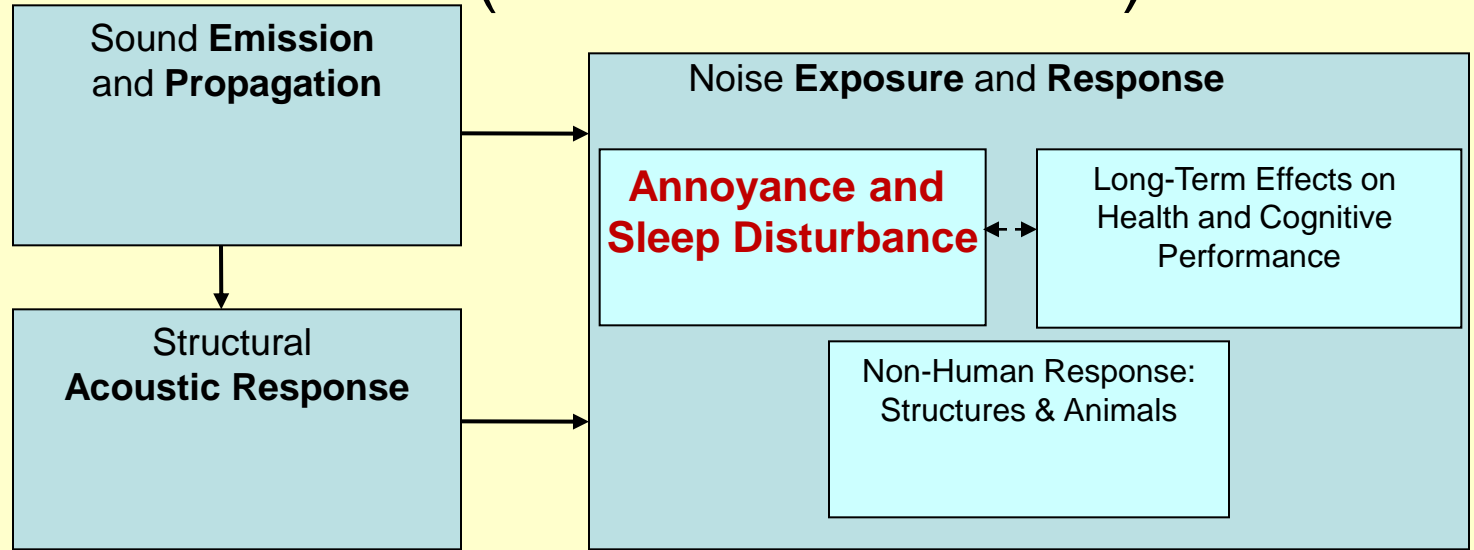 Sound Emission
and Propagation
Noise Exposure and Response
Annoyance and
Sleep Disturbance
Long-Term Effects on
Health and Cognitive
Performance
Structural
Acoustic Response
Non-Human Response:
Structures & Animals